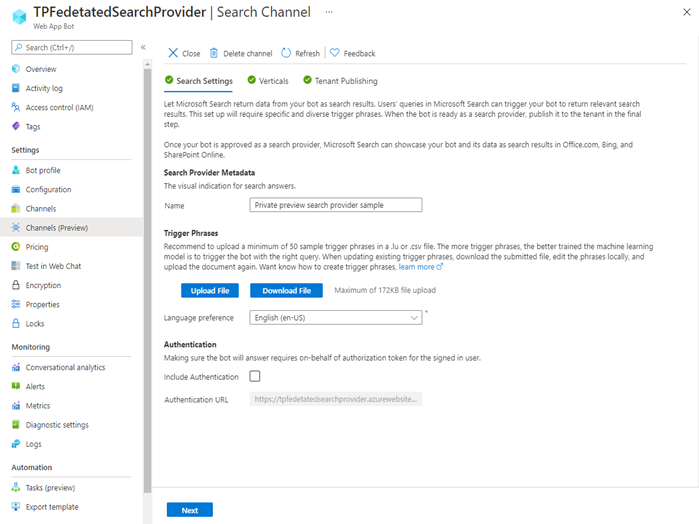 TPFedetatedSearchProvider | Search Channel ...
Web App Bot
Search (Ctrl+/)
«
Overview
Activity log
Access control (IAM)
Tags
Settings
Bot profile
Configuration
Channels
Channels (Preview)
Pricing
Test in Web Chat
Encryption
Properties
Locks
Monitoring
Conversational analytics
Alerts
Metrics
Diagnostic settings
Logs
Automation
Tasks (preview)
Export template
Close Delete channel Refresh Feedback
Search Settings Verticals Tenant Publishing
Let Microsoft Search return data from your bot as search results. Users' queries in Microsoft Search can trigger your bot to return relevant search
results. This set up will require specific and diverse trigger phrases. When the bot is ready as a search provider, publish it to the tenant in the final
step.
Once your bot is approved as a search provider, Microsoft Search can showcase your bot and its data as search results in Office.com, Bing, and
SharePoint Online.
Search Provider Metadata
The visual indication for search answers.
Name Private preview search provider sample
Trigger Phrases
Recommend to upload a minimum of 50 sample trigger phrases in a .lu or .csv file. The more trigger phrases, the better trained the machine learning
model is to trigger the bot with the right query. When updating existing trigger phrases, download the submitted file, edit the phrases locally, and
upload the document again. Want know how to create trigger phrases, learn more
Upload File Download File Maximum of 172KB file upload
Language preference English (en-US) *
Authentication
Making sure the bot will answer requires on-behalf of authorization token for the signed in user.
Include Authentication
Authentication URL https://tpfedetatedsearchprovider.azurewebsite...
Next